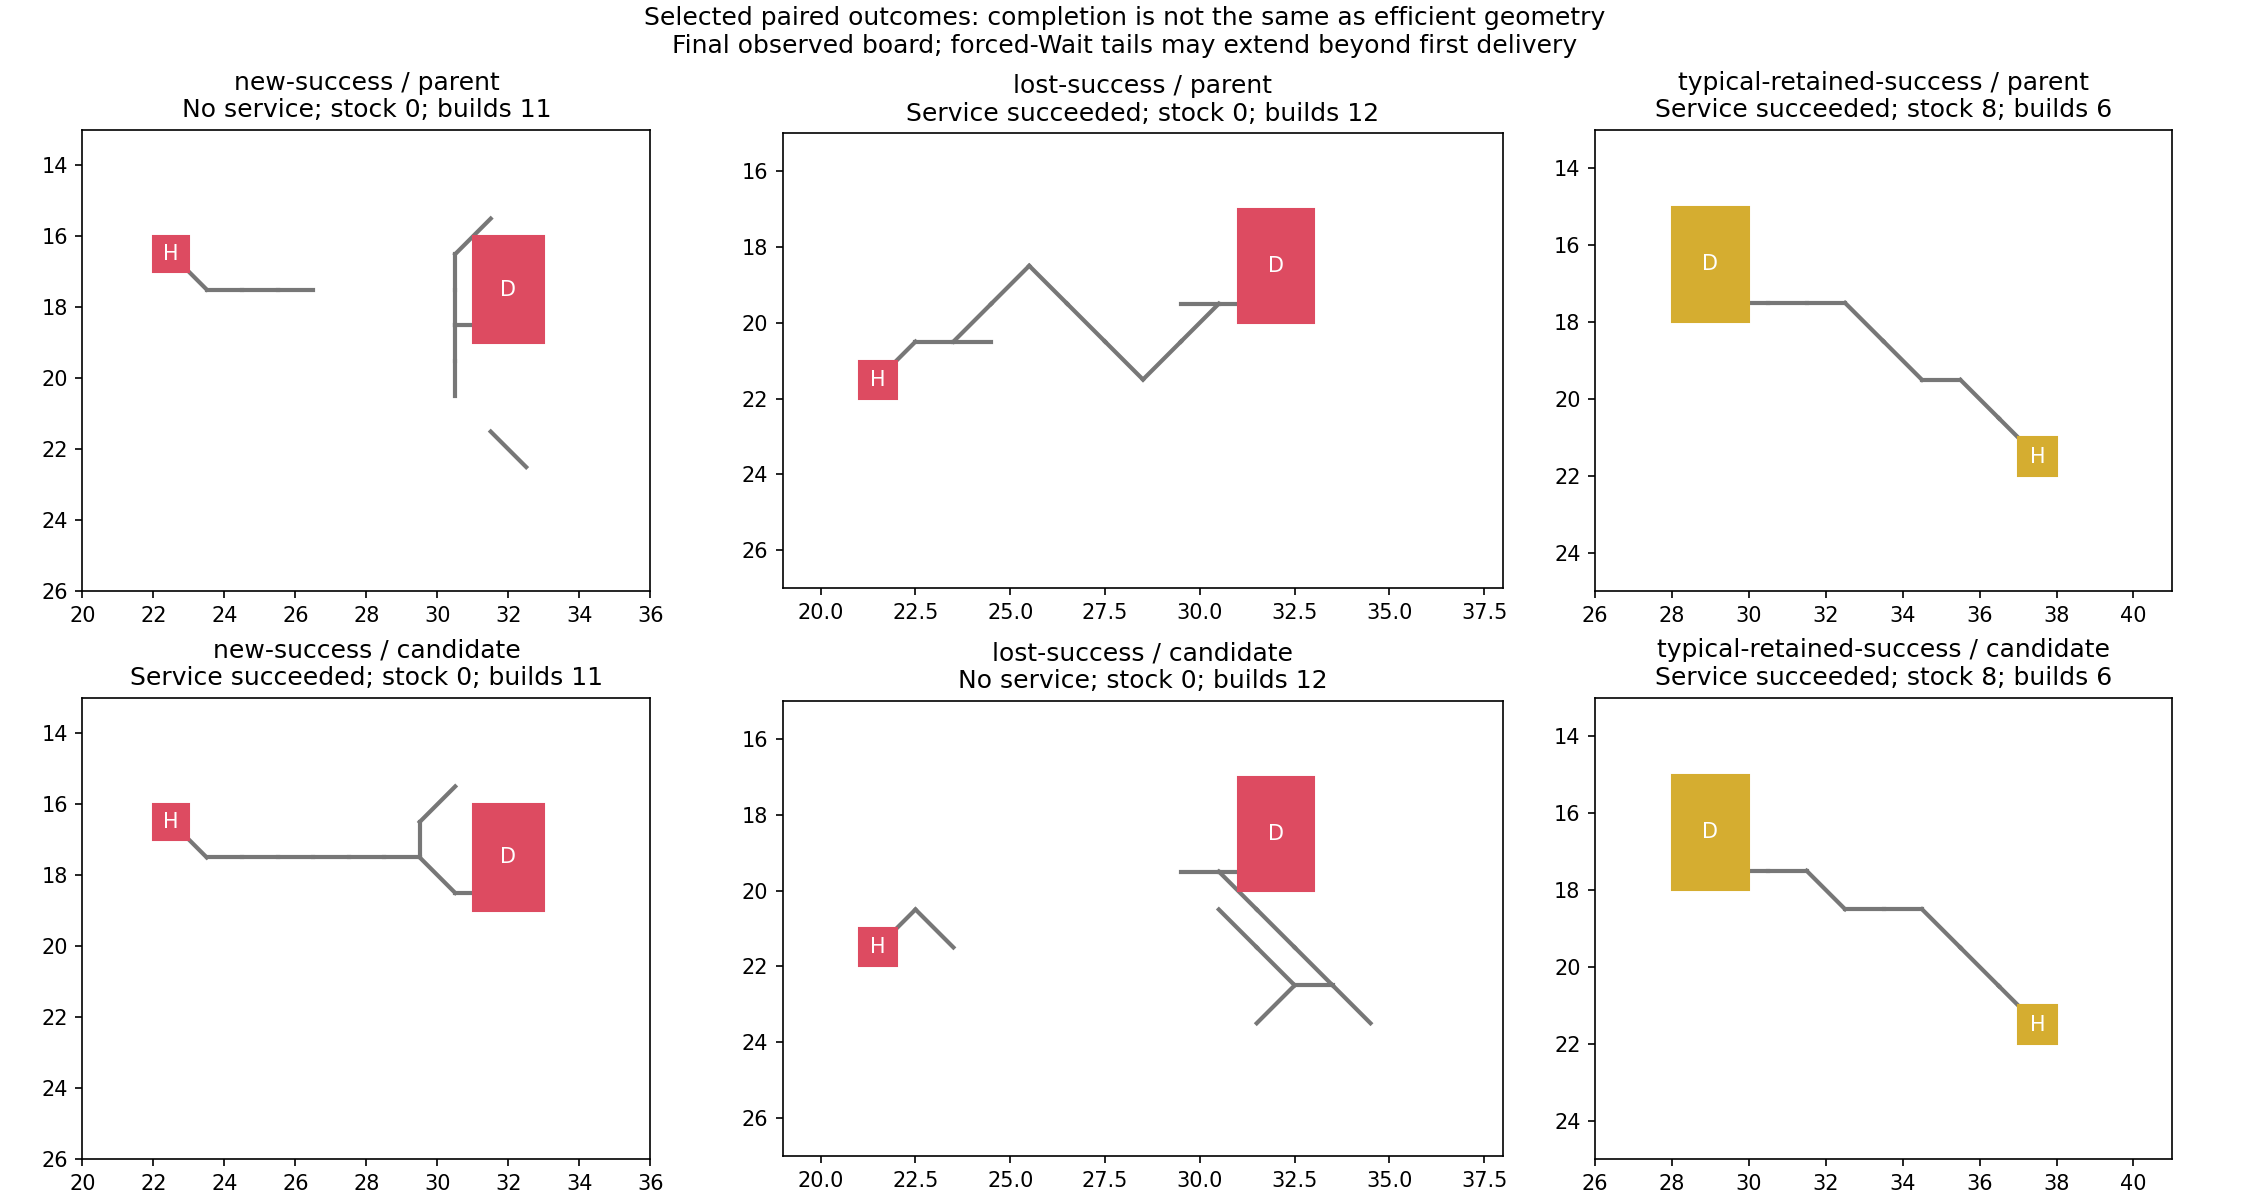 Selected paired outcomes: completion is not the same as efficient geometry
Final observed board; forced-Wait tails may extend beyond first delivery
new-success / parent
No service; stock 0; builds 11
14
16
18
20
22
24
26
20 22 24 26 28 30 32 34 36
H
D
lost-success / parent
Service succeeded; stock 0; builds 12
16
18
20
22
24
26
20.0 22.5 25.0 27.5 30.0 32.5 35.0 37.5
H
D
typical-retained-success / parent
Service succeeded; stock 8; builds 6
14
16
18
20
22
24
26 28 30 32 34 36 38 40
D
H
new-success / candidate
Service succeeded; stock 0; builds 11
14
16
18
20
22
24
26
20 22 24 26 28 30 32 34 36
H
D
lost-success / candidate
No service; stock 0; builds 12
16
18
20
22
24
26
20.0 22.5 25.0 27.5 30.0 32.5 35.0 37.5
H
D
typical-retained-success / candidate
Service succeeded; stock 8; builds 6
14
16
18
20
22
24
26 28 30 32 34 36 38 40
D
H